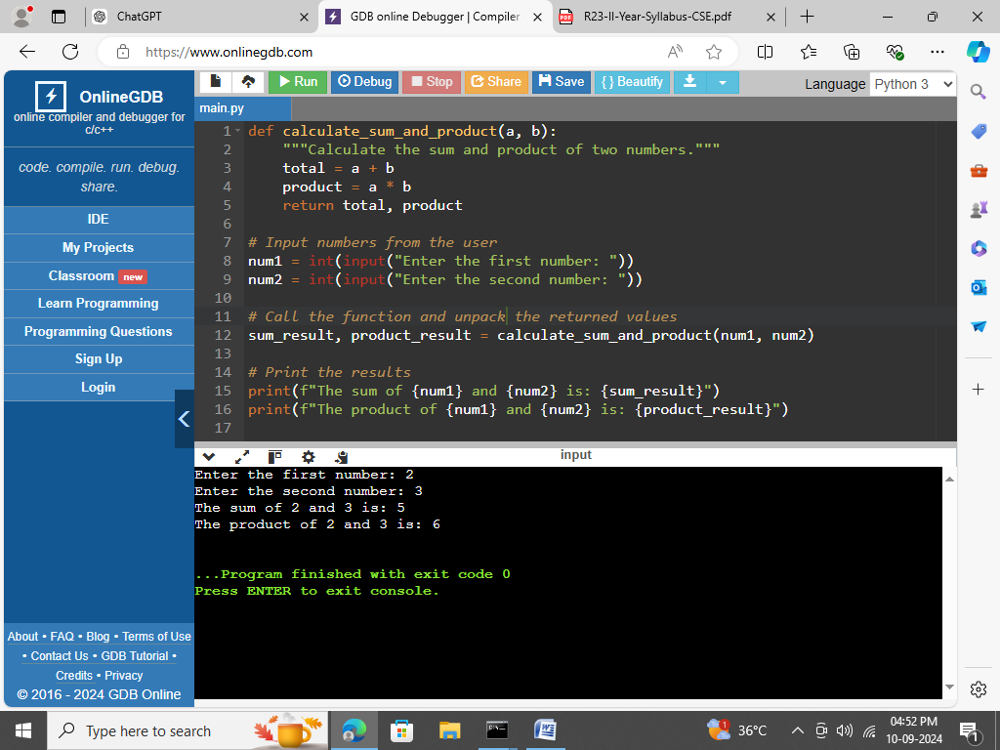 ChatGPT
GDB online Debugger | Compiler
R23-II-Year-Syllabus-CSE.pdf
https://www.onlinegdb.com
OnlineGDB
online compiler and debugger for
c/c++
code. compile. run. debug.
share.
IDE
My Projects
Classroom new
Learn Programming
Programming Questions
Sign Up
Login
About • FAQ • Blog • Terms of Use
• Contact Us • GDB Tutorial •
Credits • Privacy
© 2016 - 2024 GDB Online
Run Debug Stop Share Save { } Beautify Language Python 3
main.py
1 def calculate_sum_and_product(a, b):
2 """Calculate the sum and product of two numbers."""
3 total = a + b
4 product = a * b
5 return total, product
6
7 # Input numbers from the user
8 num1 = int(input("Enter the first number: "))
9 num2 = int(input("Enter the second number: "))
10
11 # Call the function and unpack the returned values
12 sum_result, product_result = calculate_sum_and_product(num1, num2)
13
14 # Print the results
15 print(f"The sum of {num1} and {num2} is: {sum_result}")
16 print(f"The product of {num1} and {num2} is: {product_result}")
17
input
Enter the first number: 2
Enter the second number: 3
The sum of 2 and 3 is: 5
The product of 2 and 3 is: 6
...Program finished with exit code 0
Press ENTER to exit console.
Type here to search
36°C
04:52 PM
10-09-2024
1